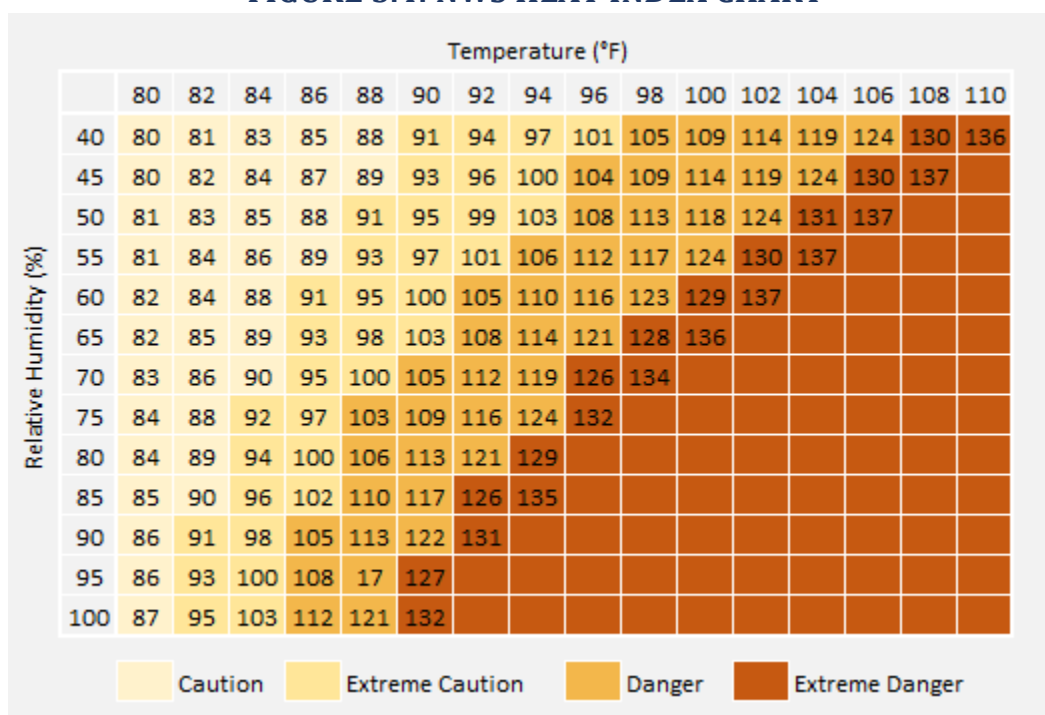 Temperature (°F)
80 82 84 86 88 90 92 94 96 98 100 102 104 106 108 110
40 80 81 83 85 88 91 94 97 101 105 109 114 119 124 130 136
45 80 82 84 87 89 93 96 100 104 109 114 119 124 130 137
50 81 83 85 88 91 95 99 103 108 113 118 124 131 137
55 81 84 86 89 93 97 101 106 112 117 124 130 137
60 82 84 88 91 95 100 105 110 116 123 129 137
65 82 85 89 93 98 103 108 114 121 128 136
70 83 86 90 95 100 105 112 119 126 134
75 84 88 92 97 103 109 116 124 132
80 84 89 94 100 106 113 121 129
85 85 90 96 102 110 117 126 135
90 86 91 98 105 113 122 131
95 86 93 100 108 17 127
100 87 95 103 112 121 132
Relative Humidity (%)
Caution Extreme Caution Danger Extreme Danger